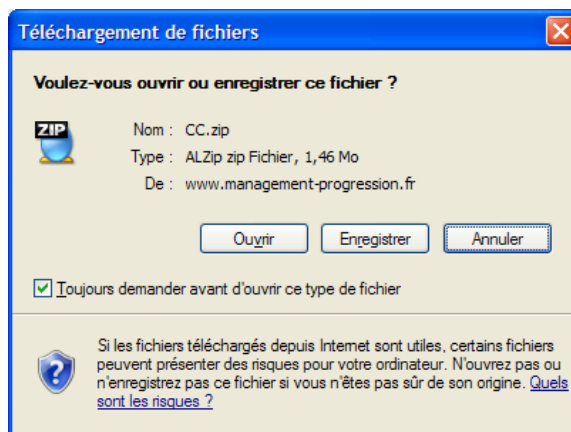 Téléchargement de fichiers
Voulez-vous ouvrir ou enregistrer ce fichier ?
ZIP
Nom : CC.zip
Type : ALZip zip Fichier, 1,46 Mo
De : www.management-progression.fr
Ouvrir Enregistrer Annuler
Toujours demander avant d'ouvrir ce type de fichier
Si les fichiers téléchargés depuis Internet sont utiles, certains fichiers
peuvent présenter des risques pour votre ordinateur. N'ouvrez pas ou
n'enregistrez pas ce fichier si vous n'êtes pas sûr de son origine. Quels
sont les risques ?